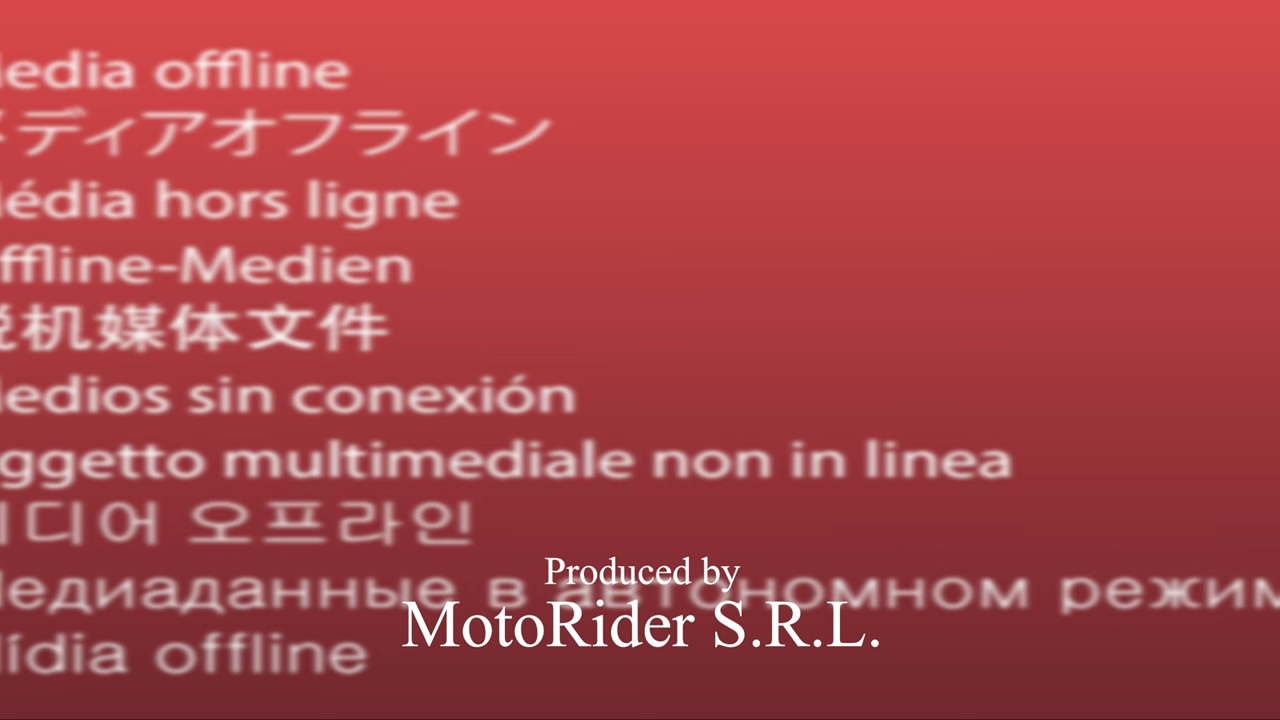 edia offline
ディアオフライン
édia hors ligne
ffline-Medien
机媒体文件
edios sin conexión
ggetto multimediale non in linea
디어 오프라인
едиаданные в автономном режим
ídia offline
Produced by
MotoRider S.R.L.